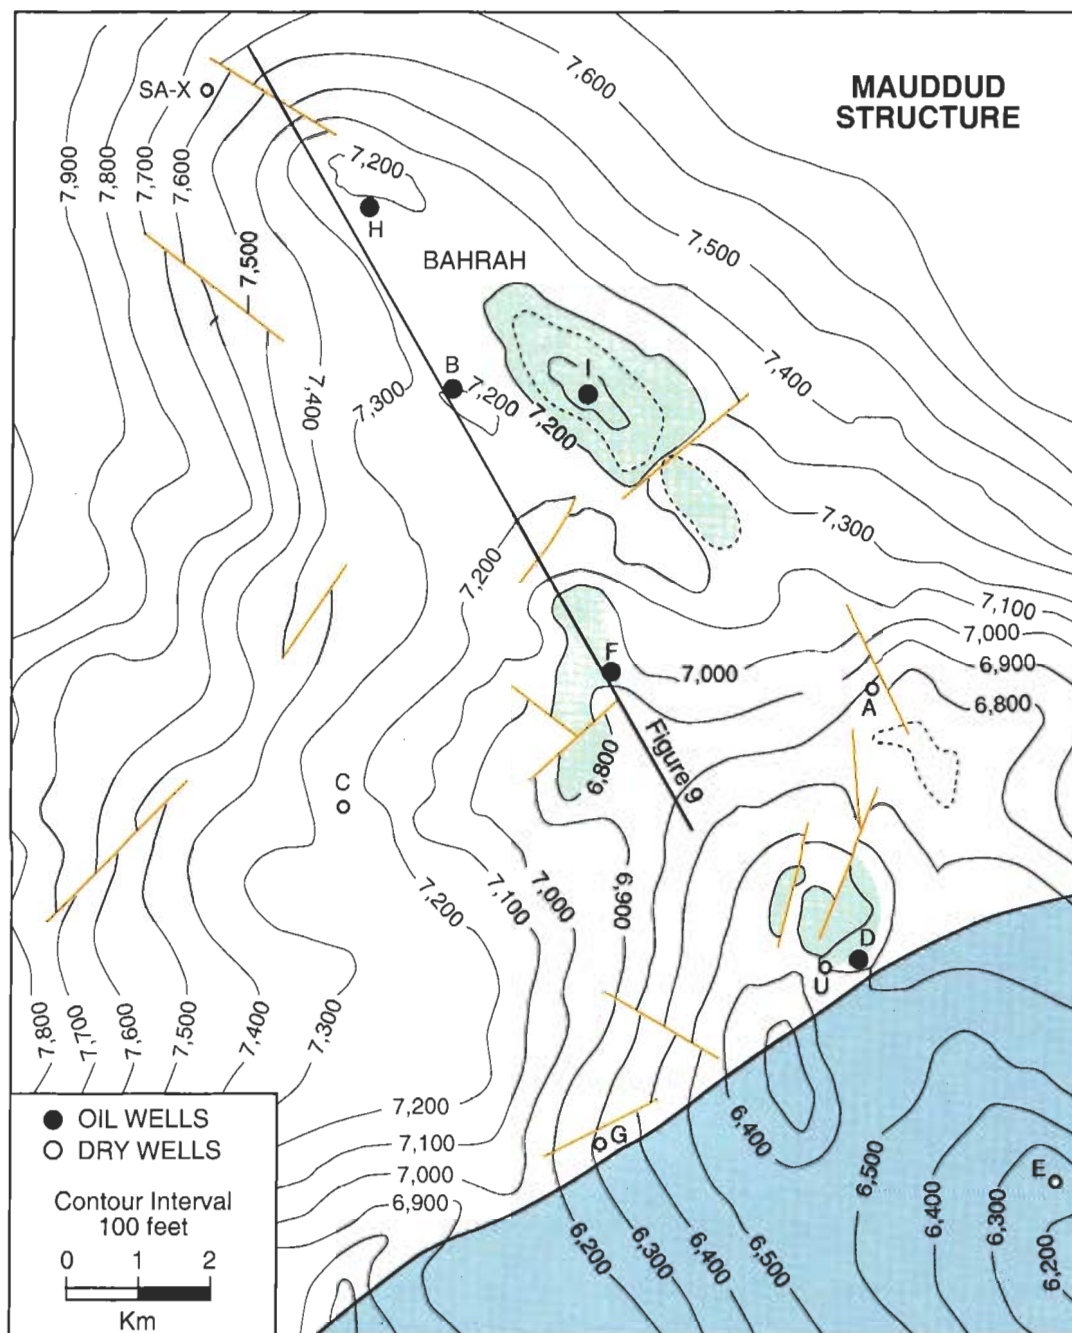 7,600
MAUDDUD
STRUCTURE
SA-X
7,900
7,800
7,700
7,600
7,200
H
7,500
7,500
BAHRAH
B
I
7,200
7,200
7,400
7,300
7,400
7,300
7,200
7,100
7,000
6,900
F
7,000
A
6,800
Figure 9
6,800
C
7,200
7,100
7,000
6,900
D
U
7,800
7,700
7,600
7,500
7,400
7,300
7,200
7,100
7,000
6,900
G
6,400
6,500
E
6,400
6,300
6,200
6,200
6,300
6,400
6,500
OIL WELLS
DRY WELLS
Contour Interval
100 feet
0 1 2
Km